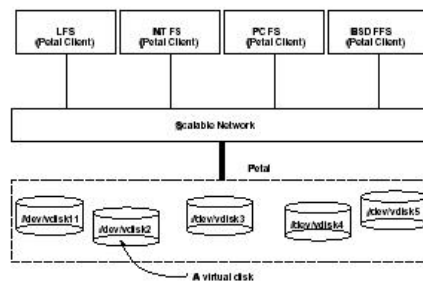 LFS
(Petal Client)
NT FS
(Petal Client)
PC FS
(Petal Client)
BSD FFS
(Petal Client)
Scalable Network
Petal
/dev/vdisk11
/dev/vdisk2
/dev/vdisk3
/dev/vdisk4
/dev/vdisk5
A virtual disk